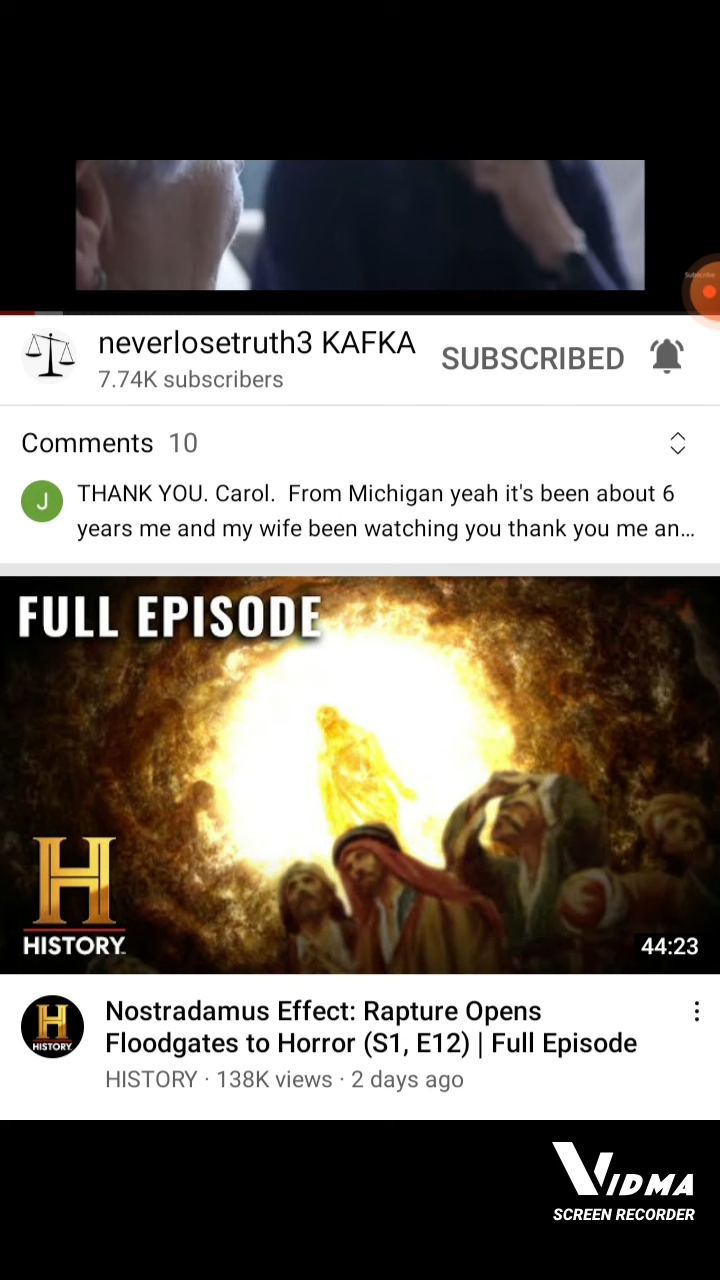 Subscribe
neverlosetruth3 KAFKA
SUBSCRIBED
7.74K subscribers
Comments 10
J
THANK YOU. Carol.  From Michigan yeah it's been about 6
years me and my wife been watching you thank you me an...
FULL EPISODE
H
HISTORY
44:23
H
HISTORY
Nostradamus Effect: Rapture Opens
Floodgates to Horror (S1, E12) | Full Episode
HISTORY · 138K views · 2 days ago
VIDMA
SCREEN RECORDER